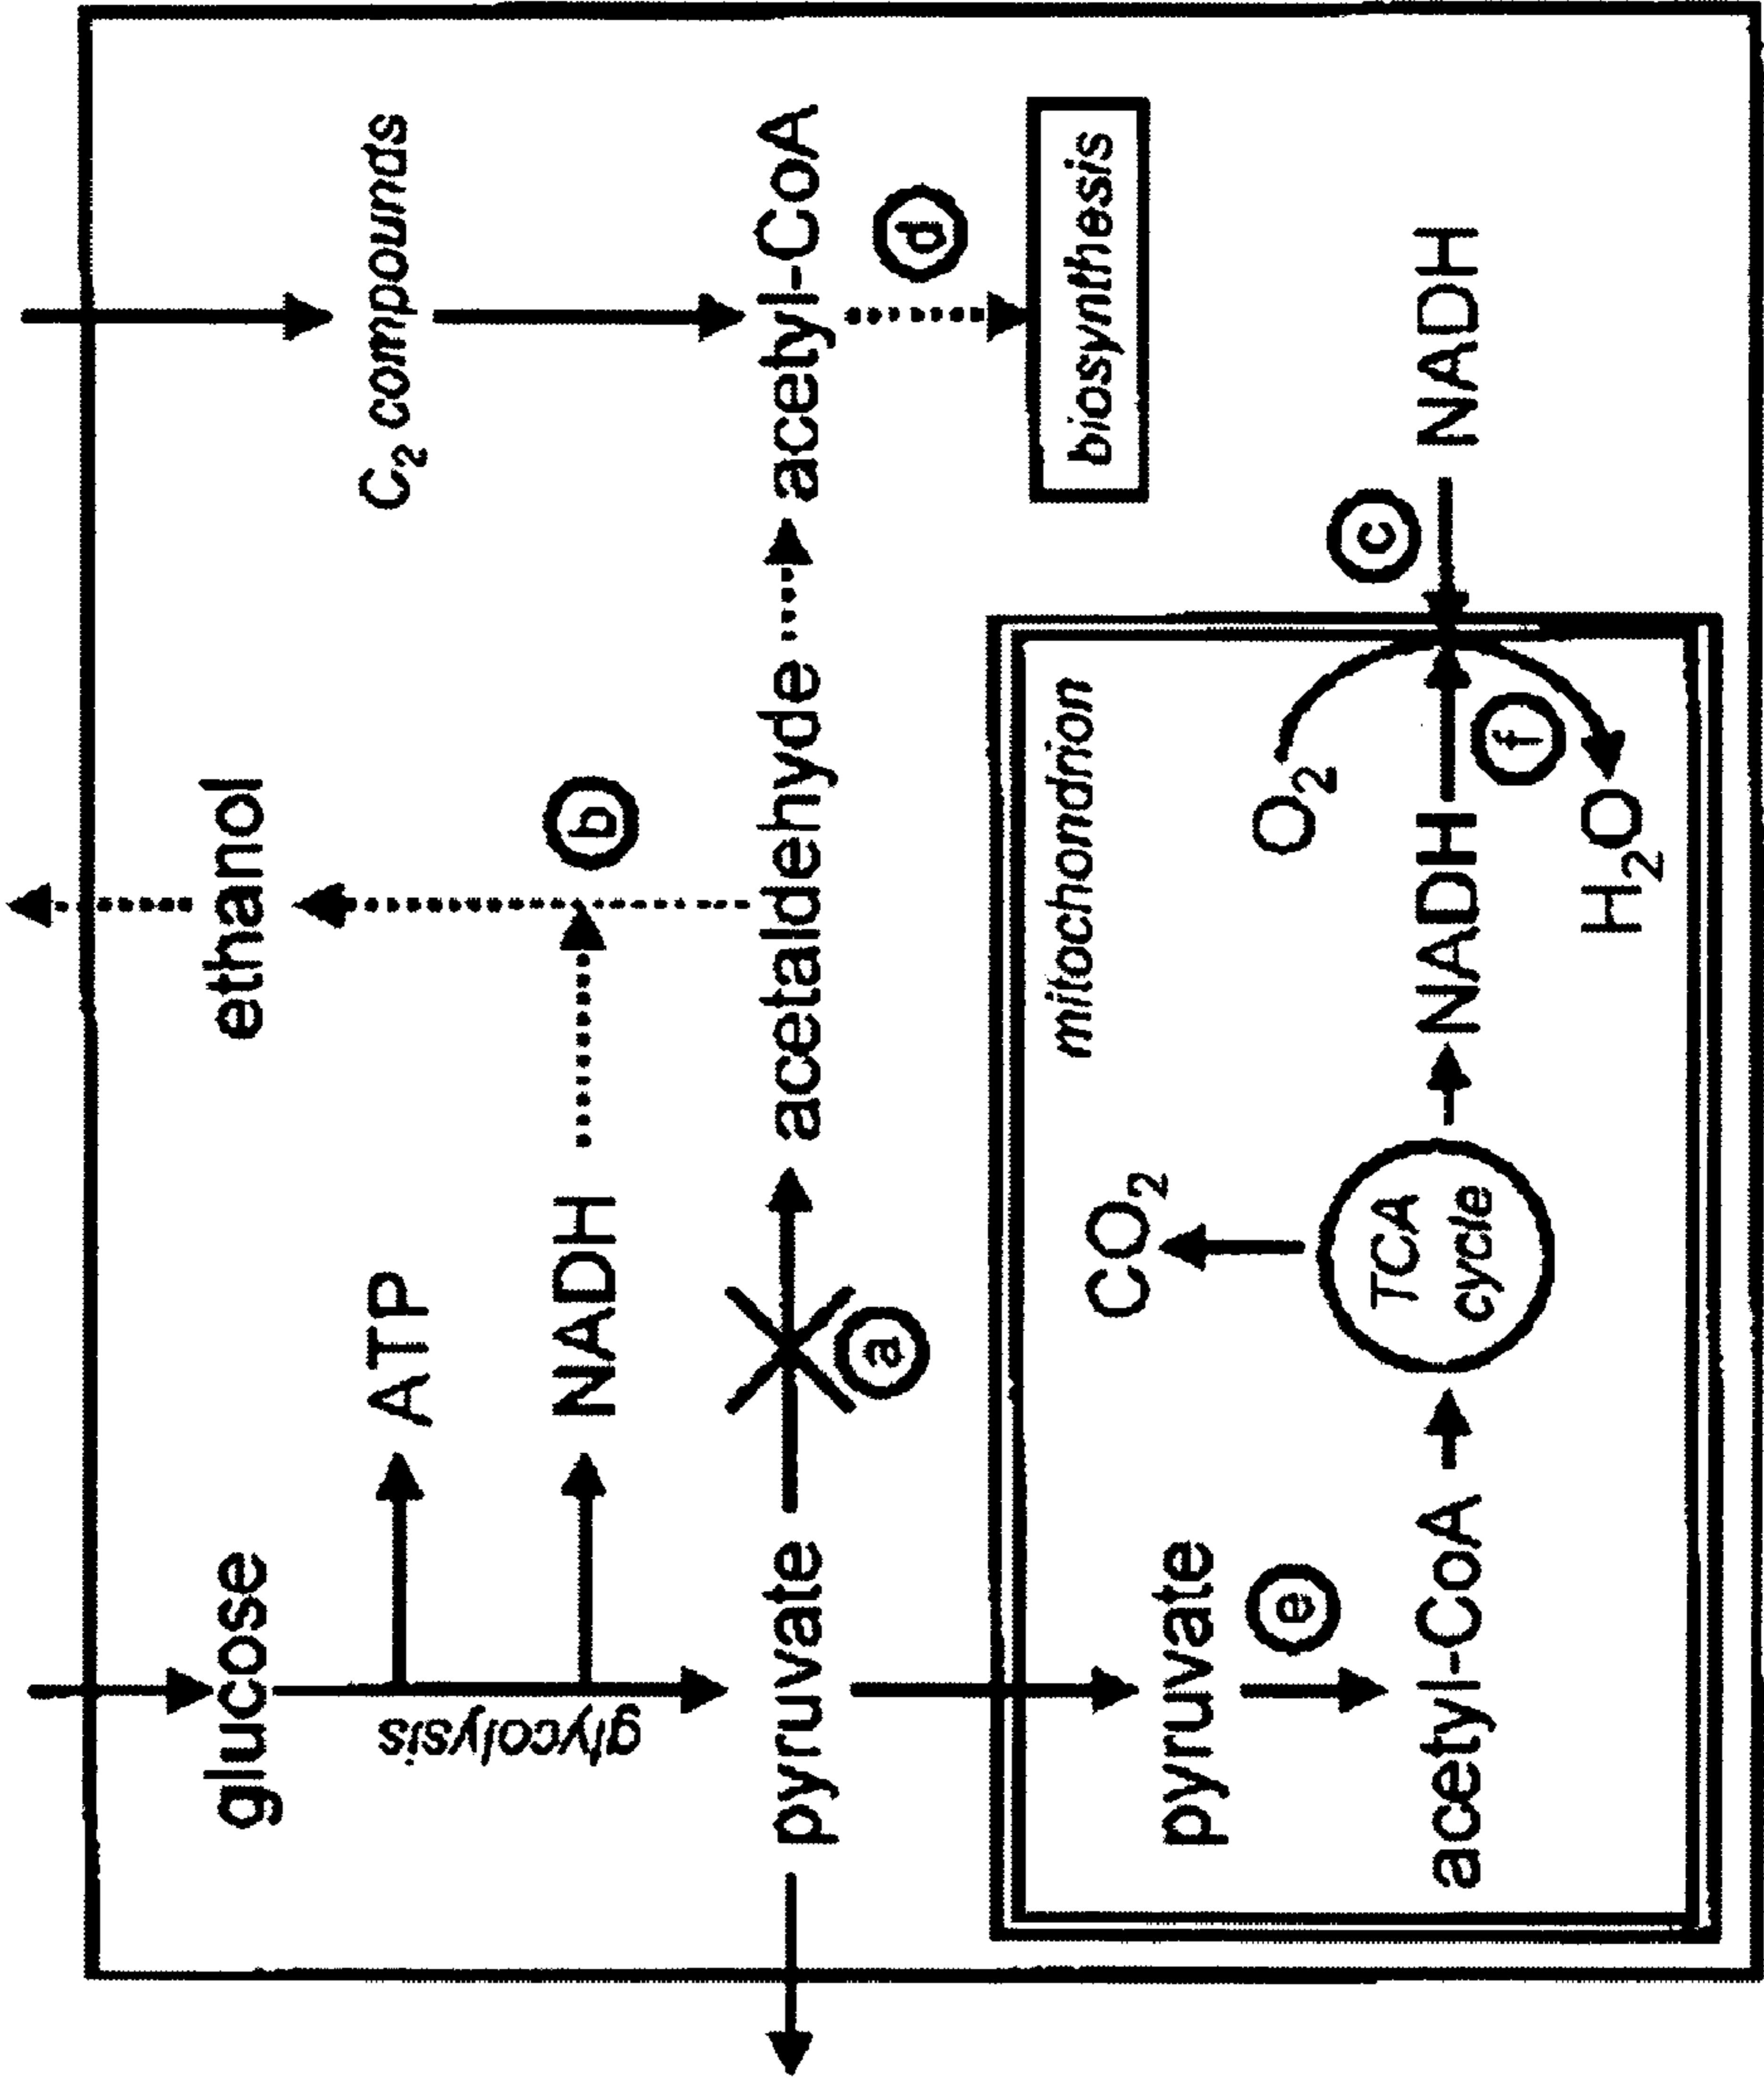 glucose
ethanol
ATP
C₂ compounds
glycolysis
NADH
b
pyruvate
acetaldehyde
acetyl-CoA
a
d
biosynthesis
mitochondrion
CO₂
pyruvate
e
O₂
c
acetyl-CoA
TCA
cycle
NADH
NADH
f
H₂O